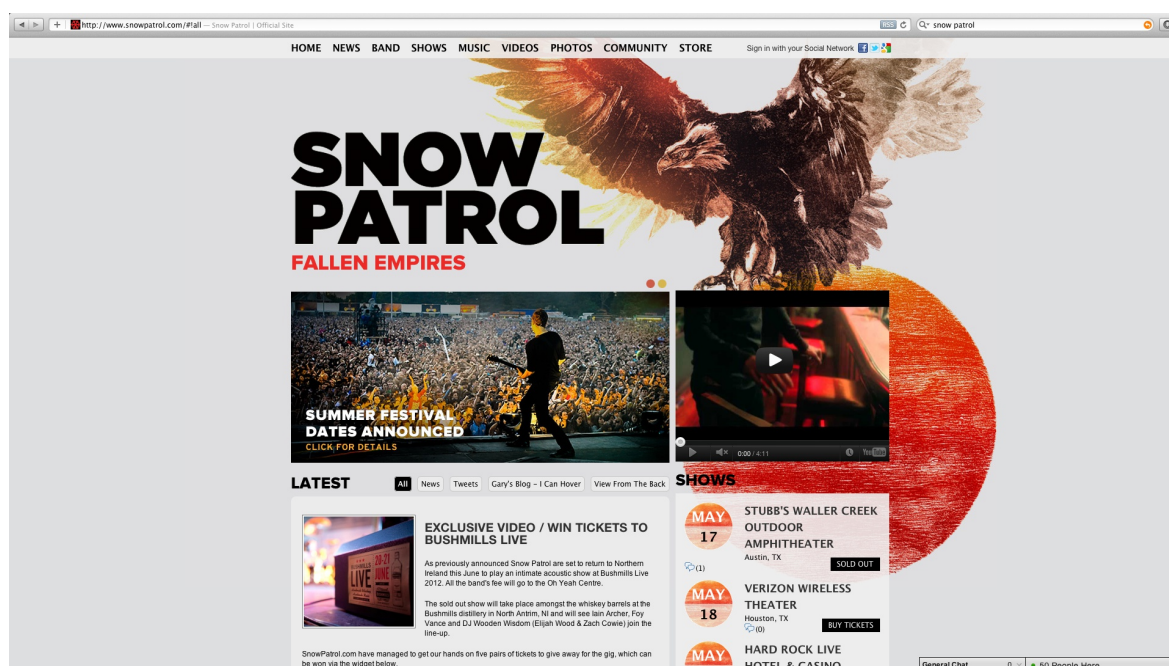 http://www.snowpatrol.com/#!all — Snow Patrol | Official Site
RSS
snow patrol
HOME NEWS BAND SHOWS MUSIC VIDEOS PHOTOS COMMUNITY STORE
Sign in with your Social Network
SNOW
PATROL
FALLEN EMPIRES
SUMMER FESTIVAL
DATES ANNOUNCED
CLICK FOR DETAILS
0:00 / 4:11
YouTube
LATEST
All News Tweets Gary's Blog – I Can Hover View From The Back
EXCLUSIVE VIDEO / WIN TICKETS TO
BUSHMILLS LIVE
LIVE
20-21
JUNE
As previously announced Snow Patrol are set to return to Northern
Ireland this June to play an intimate acoustic show at Bushmills Live
2012. All the band's fee will go to the Oh Yeah Centre.
The sold out show will take place amongst the whiskey barrels at the
Bushmills distillery in North Antrim, NI and will see Iain Archer, Foy
Vance and DJ Wooden Wisdom (Elijah Wood & Zach Cowie) join the
line-up.
SnowPatrol.com have managed to get our hands on five pairs of tickets to give away for the gig, which can
be won via the widget below.
SHOWS
MAY
17
STUBB'S WALLER CREEK
OUTDOOR
AMPHITHEATER
Austin, TX
(1)
SOLD OUT
MAY
18
VERIZON WIRELESS
THEATER
Houston, TX
(0)
BUY TICKETS
MAY
HARD ROCK LIVE
HOTEL & CASINO
General Chat 0
50 People Here